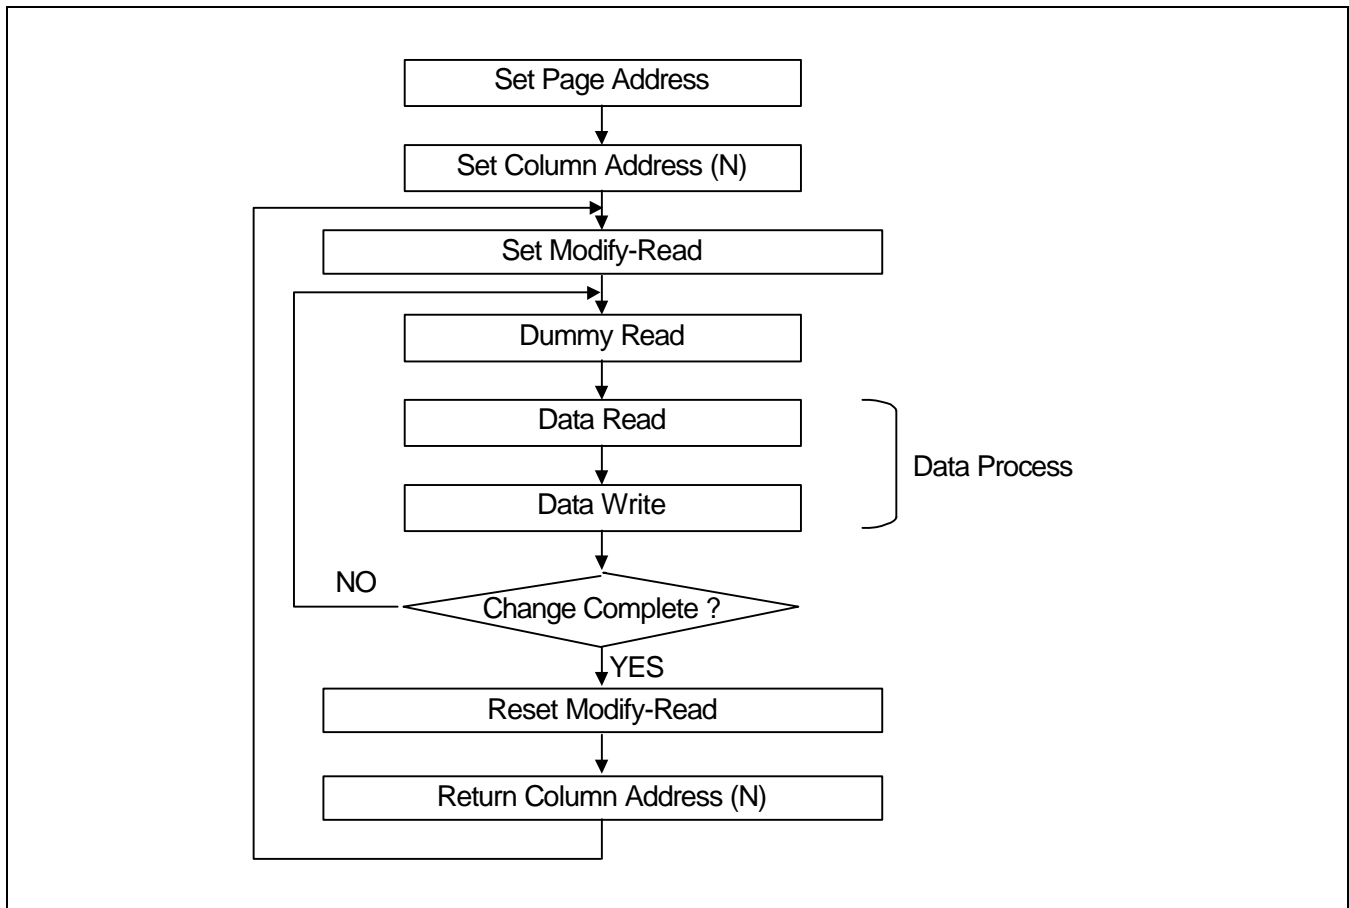 Set Page Address
Set Column Address (N)
Set Modify-Read
Dummy Read
Data Read
Data Process
Data Write
NO
Change Complete ?
YES
Reset Modify-Read
Return Column Address (N)